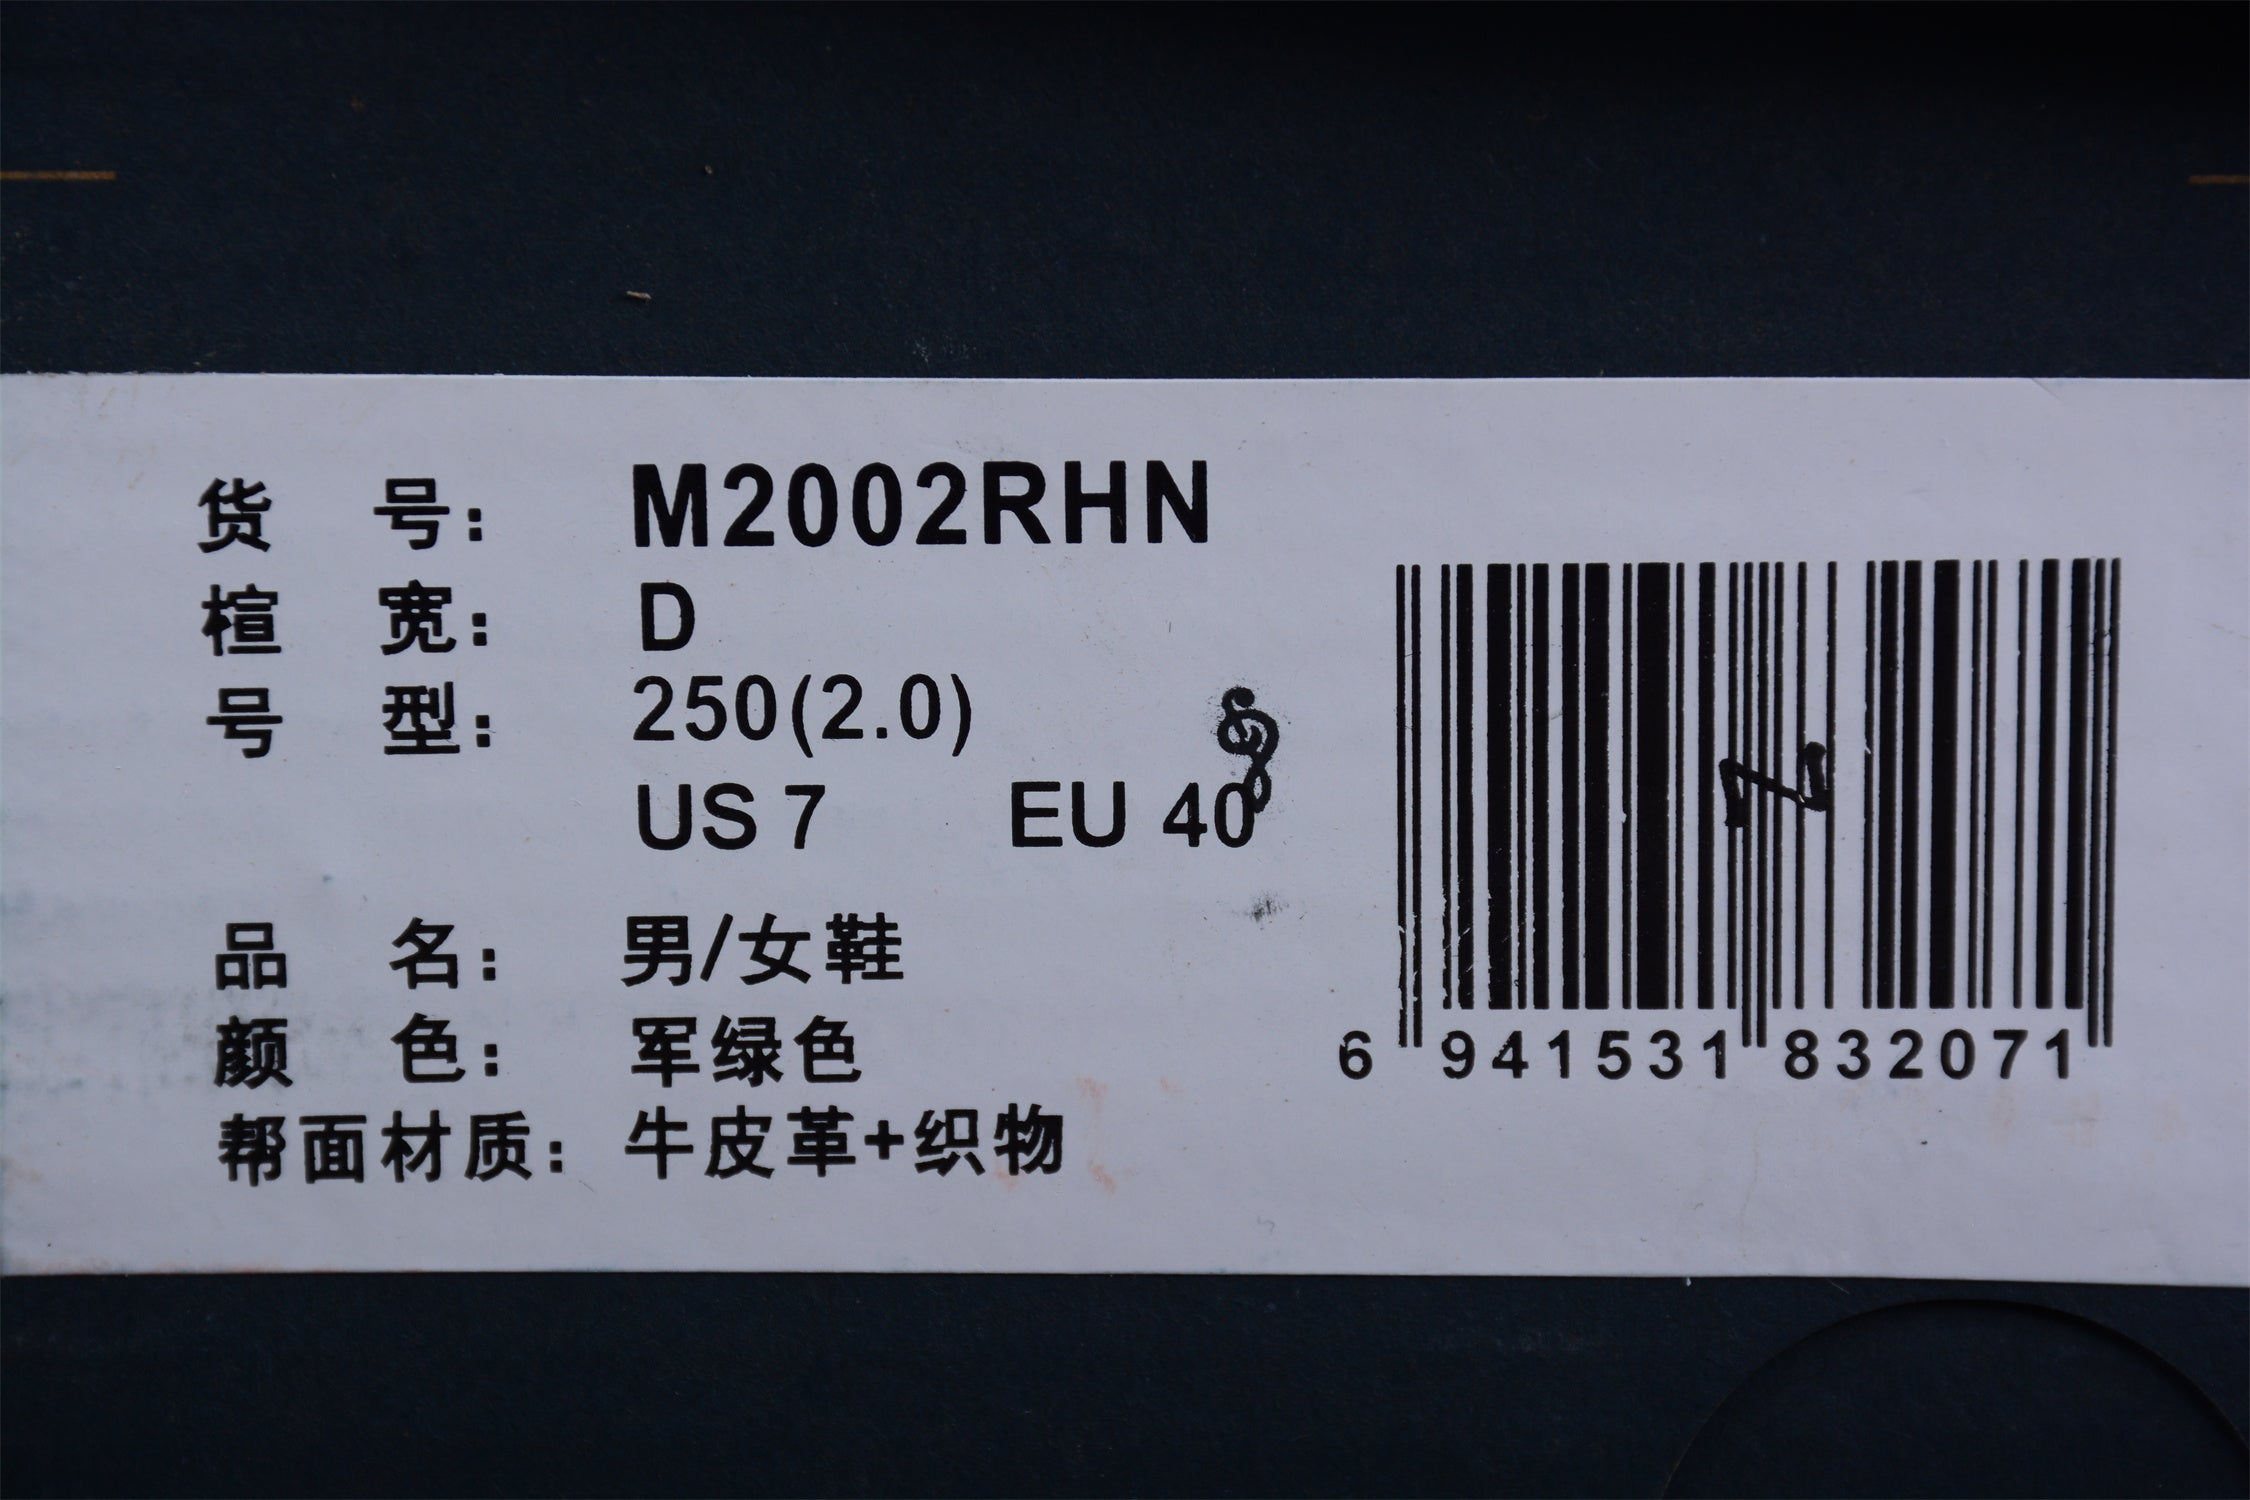 货 号: M2002RHN
楦 宽: D
号 型: 250(2.0)
US 7 EU 40
品 名: 男/女鞋
颜 色: 军绿色
帮面材质: 牛皮革+织物
6 941531 832071